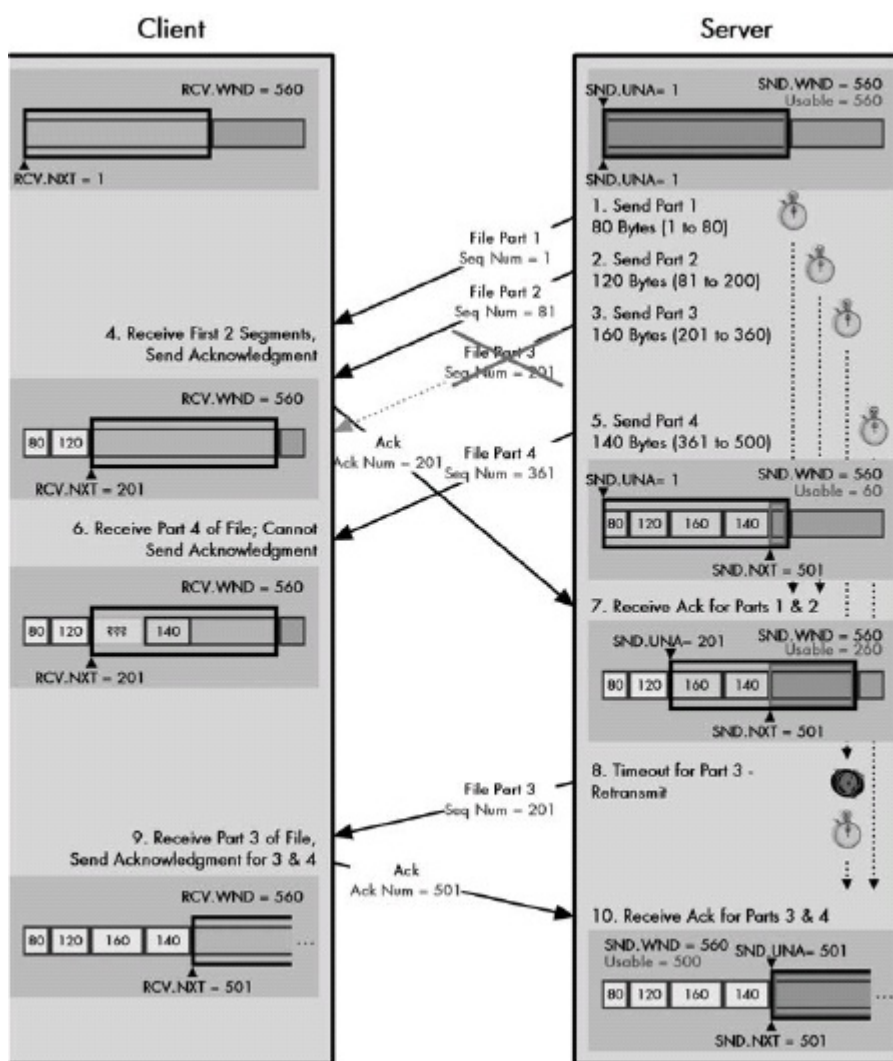 Client
RCV.WND = 560
RCV.NXT = 1
4. Receive First 2 Segments,
Send Acknowledgment
RCV.WND = 560
80 120
RCV.NXT = 201
6. Receive Part 4 of File; Cannot
Send Acknowledgment
RCV.WND = 560
80 120 ??? 140
RCV.NXT = 201
9. Receive Part 3 of File,
Send Acknowledgment for 3 & 4
RCV.WND = 560
80 120 160 140 ...
RCV.NXT = 501
File Part 1
Seq Num = 1
File Part 2
Seq Num = 81
File Part 3
Seq Num = 201
Ack
Ack Num = 201
File Part 4
Seq Num = 361
File Part 3
Seq Num = 201
Ack
Ack Num = 501
Server
SND.UNA= 1
SND.WND = 560
Usable = 560
SND.UNA= 1
1. Send Part 1
80 Bytes (1 to 80)
2. Send Part 2
120 Bytes (81 to 200)
3. Send Part 3
160 Bytes (201 to 360)
5. Send Part 4
140 Bytes (361 to 500)
SND.UNA= 1
SND.WND = 560
Usable = 60
80 120 160 140
SND.NXT = 501
7. Receive Ack for Parts 1 & 2
SND.UNA= 201
SND.WND = 560
Usable = 260
80 120 160 140
SND.NXT = 501
8. Timeout for Part 3 -
Retransmit
10. Receive Ack for Parts 3 & 4
SND.WND = 560
Usable = 500
SND.UNA= 501
80 120 160 140 ...
SND.NXT = 501